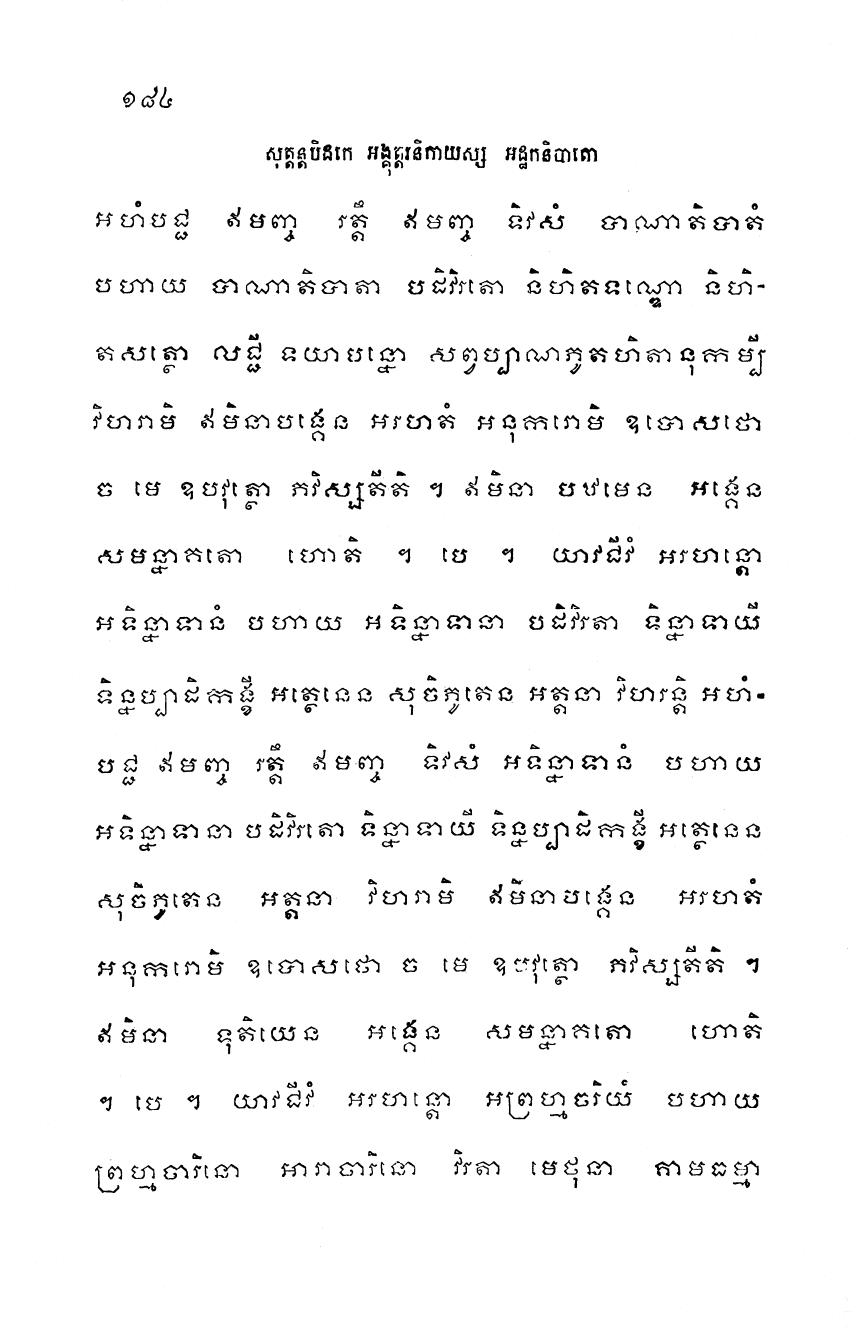 ១៨៤
សុត្តន្តបិដកេ អង្គុត្តរនិកាយស្ស អដ្ឋកនិបាតោ
អហំបជ្ជ ឥមញ្ច រត្តឹ ឥមញ្ច ទិវសំ បាណាតិបាតំ
បហាយ បាណាតិបាតា បដិវិរតោ និហិតទណ្ឌោ និហិ-
តសត្ថោ លជ្ជី ទយាបន្នោ សព្វប្បាណភូតហិតានុកម្បី
វិហរាមិ ឥមិនាបង្គេន អរហតំ អនុករោមិ ឧបោសថោ
ច មេ ឧបវុត្ថោ ភវិស្សតីតិ ។ ឥមិនា បឋមេន អង្គេន
សមន្នាគតោ ហោតិ ។ បេ ។ យាវជីវំ អរហន្តោ
អទិន្នាទានំ បហាយ អទិន្នាទានា បដិវិរតា ទិន្នាទាយី
ទិន្នប្បាដិកង្ខី អថេនេន សុចិភូតេន អត្តនា វិហរន្តិ អហំ-
បជ្ជ ឥមញ្ច រត្តឹ ឥមញ្ច ទិវសំ អទិន្នាទានំ បហាយ
អទិន្នាទានា បដិវិរតោ ទិន្នាទាយី ទិន្នប្បាដិកង្ខី អថេនេន
សុចិភូតេន អត្តនា វិហរាមិ ឥមិនាបង្គេន អរហតំ
អនុករោមិ ឧបោសថោ ច មេ ឧបវុត្ថោ ភវិស្សតីតិ ។
ឥមិនា ទុតិយេន អង្គេន សមន្នាគតោ ហោតិ
។ បេ ។ យាវជីវំ អរហន្តោ អព្រហ្មចរិយំ បហាយ
ព្រហ្មចារិនោ អារាចារិនោ វិរតា មេថុនា គាមធម្មា